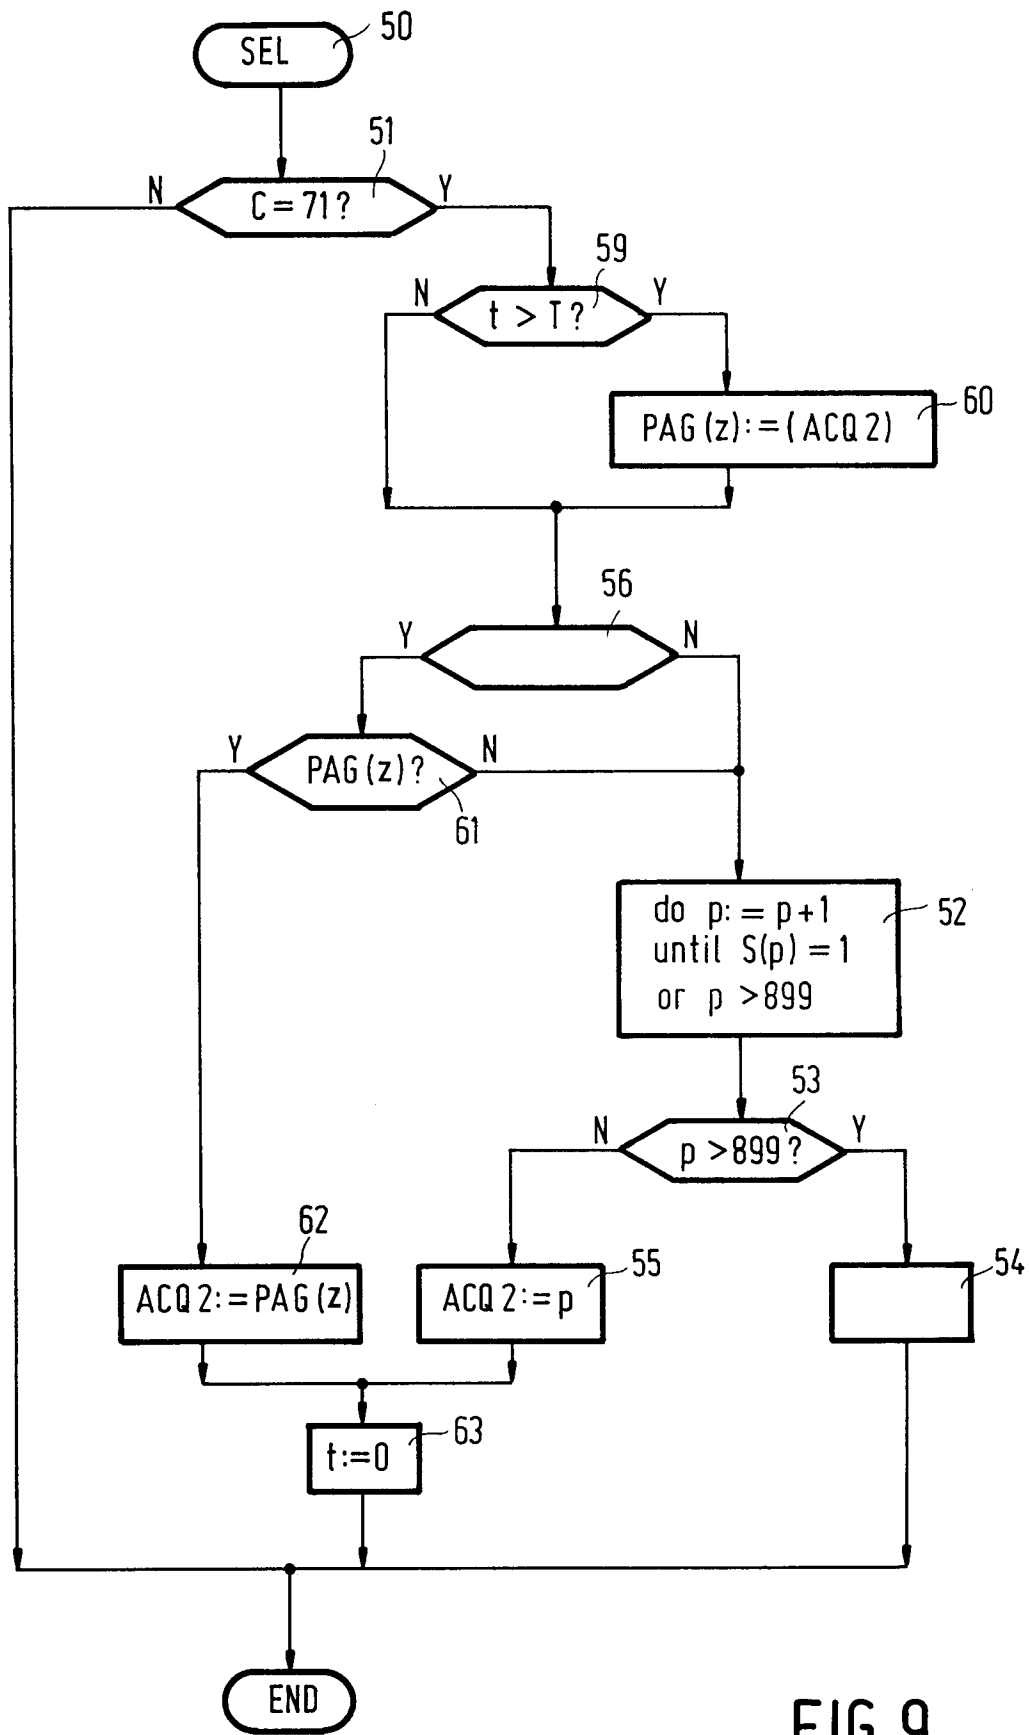 50
SEL
51
N
C = 71?
Y
59
N
t > T?
Y
60
PAG (z) := (ACQ 2)
56
Y
N
Y
PAG (z)?
N
61
do p: = p+1
until S(p) = 1
or p >899
52
53
N
p >899?
Y
62
ACQ 2:=PAG (z)
55
ACQ 2:= p
54
t:=0
63
END
FIG. 9